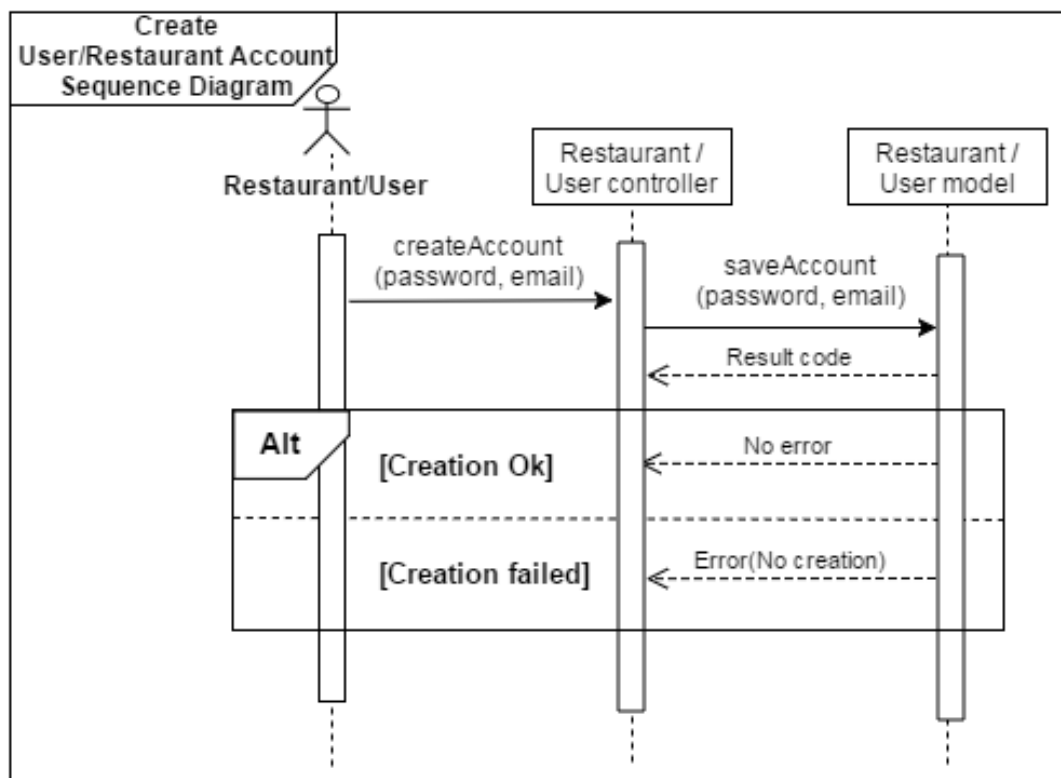 Create
User/Restaurant Account
Sequence Diagram
Restaurant/User
Restaurant /
User controller
Restaurant /
User model
createAccount
(password, email)
saveAccount
(password, email)
Result code
Alt
[Creation Ok]
No error
[Creation failed]
Error(No creation)